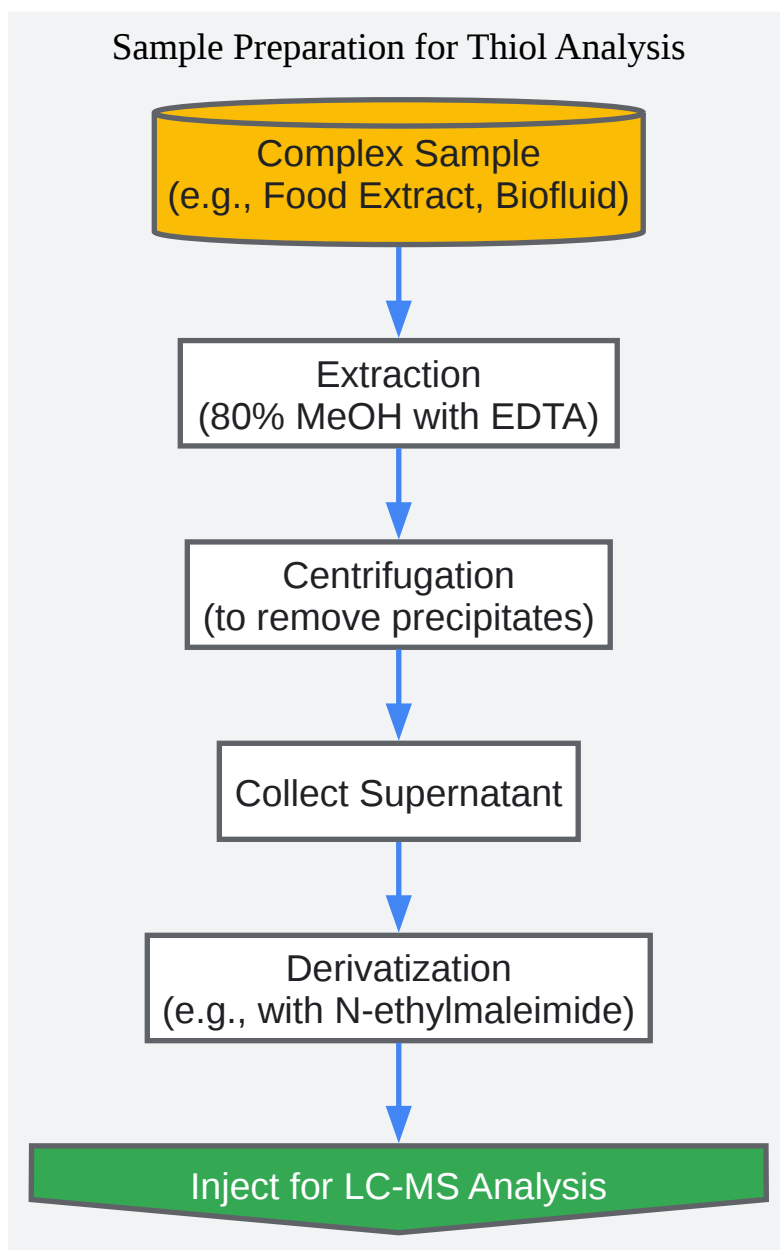 Sample Preparation for Thiol Analysis
Complex Sample
(e.g., Food Extract, Biofluid)
Extraction
(80% MeOH with EDTA)
Centrifugation
(to remove precipitates)
Collect Supernatant
Derivatization
(e.g., with N-ethylmaleimide)
Inject for LC-MS Analysis